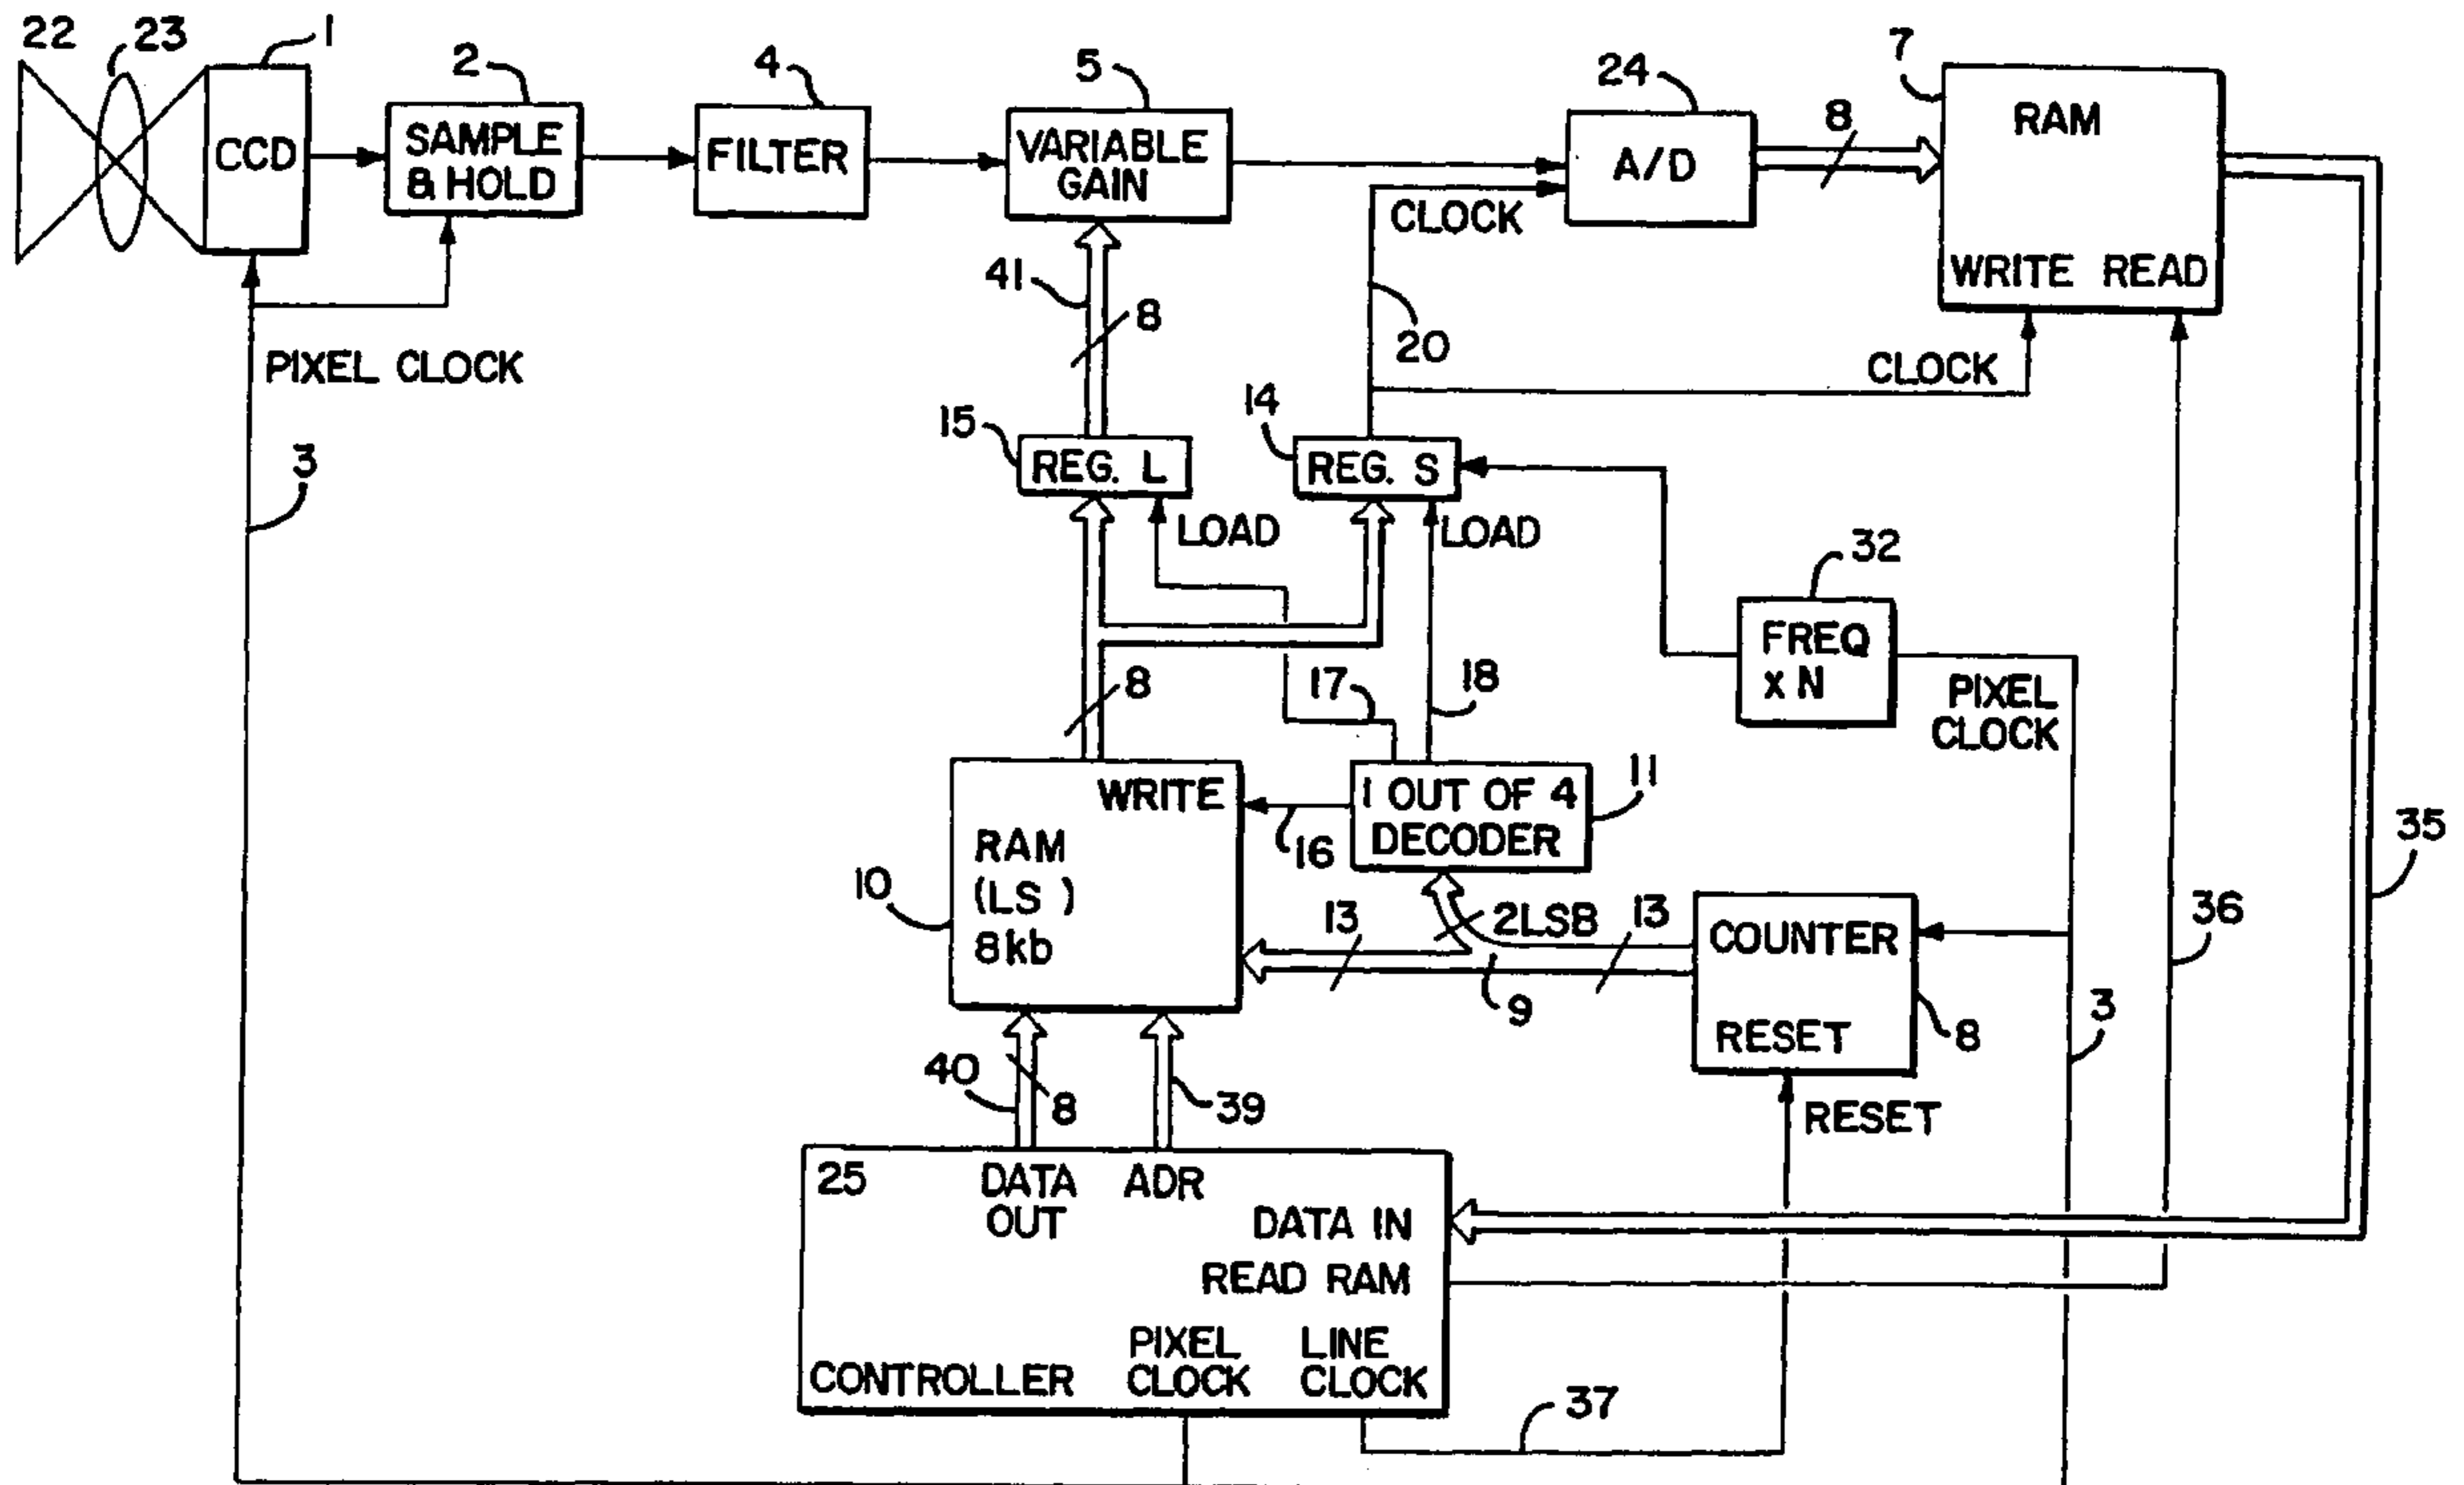 22
23
1
2
4
5
24
7
CCD
SAMPLE
& HOLD
FILTER
VARIABLE
GAIN
A/D
8
RAM
WRITE READ
CLOCK
41
8
20
CLOCK
PIXEL CLOCK
3
15
REG. L
14
REG. S
LOAD
LOAD
32
FREQ
x N
PIXEL
CLOCK
8
17
18
WRITE
RAM
(LS )
8kb
10
16
1 OUT OF 4
DECODER
11
35
36
13
2LSB
13
9
COUNTER
RESET
8
3
RESET
40
8
39
25
DATA
OUT
ADR
DATA IN
READ RAM
CONTROLLER
PIXEL
CLOCK
LINE
CLOCK
37